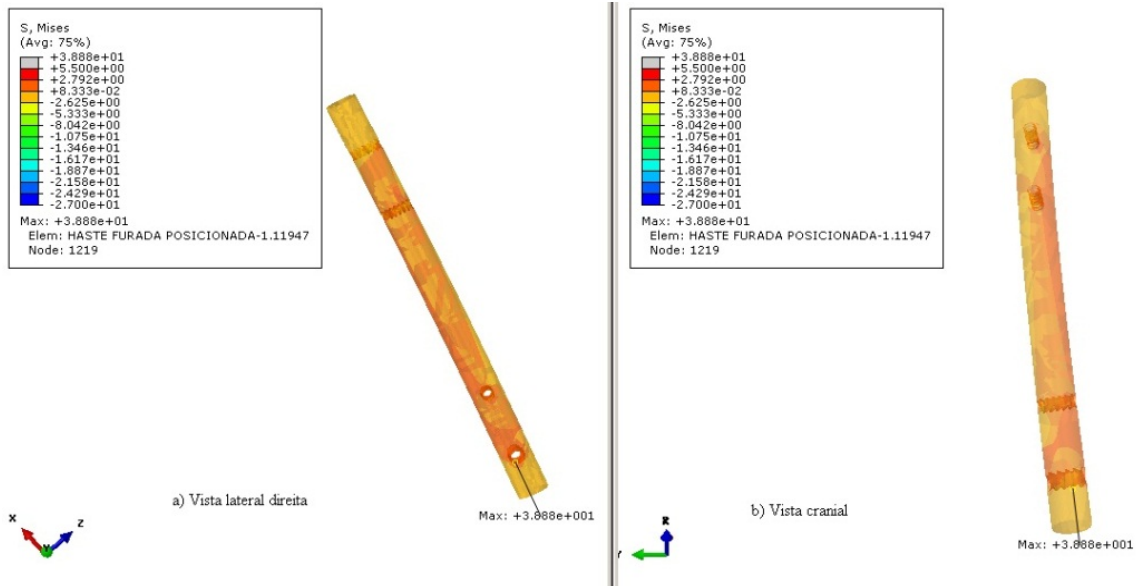 S, Mises
(Avg: 75%)
+3.888e+01
+5.500e+00
+2.792e+00
+8.333e-02
-2.625e+00
-5.333e+00
-8.042e+00
-1.075e+01
-1.346e+01
-1.617e+01
-1.887e+01
-2.158e+01
-2.429e+01
-2.700e+01
Max: +3.888e+01
Elem: HASTE FURADA POSICIONADA-1.11947
Node: 1219
a) Vista lateral direita
Max: +3.888e+001
X
Y
Z
S, Mises
(Avg: 75%)
+3.888e+01
+5.500e+00
+2.792e+00
+8.333e-02
-2.625e+00
-5.333e+00
-8.042e+00
-1.075e+01
-1.346e+01
-1.617e+01
-1.887e+01
-2.158e+01
-2.429e+01
-2.700e+01
Max: +3.888e+01
Elem: HASTE FURADA POSICIONADA-1.11947
Node: 1219
b) Vista cranial
Max: +3.888e+001